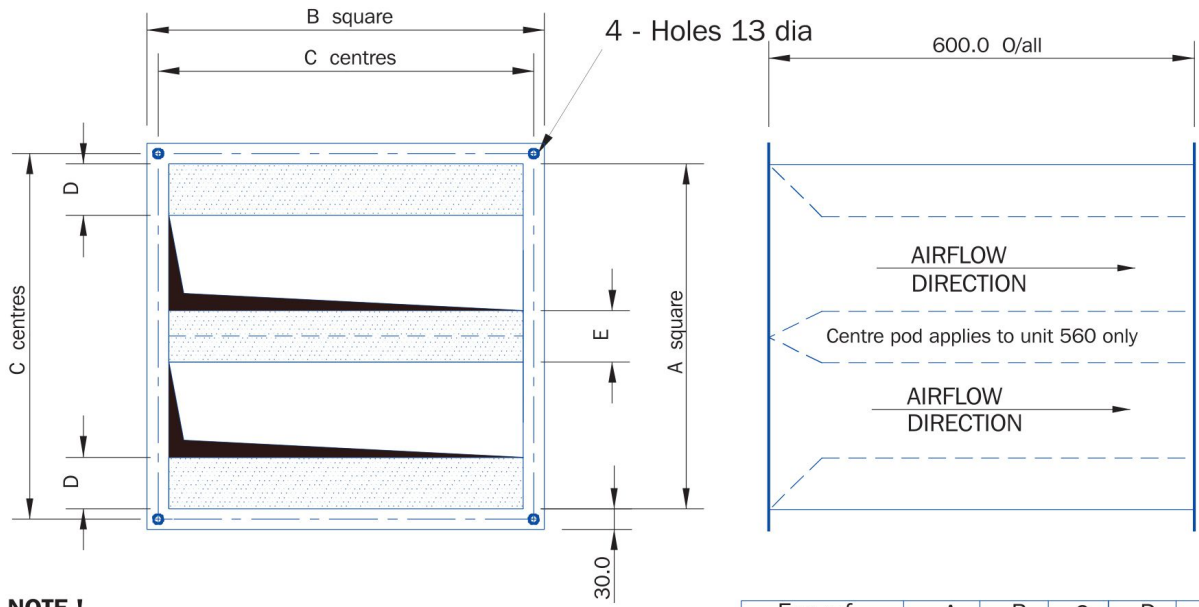 B square
4 - Holes 13 dia
C centres
600.0 O/all
D
C centres
E
A square
D
30.0
AIRFLOW
DIRECTION
Centre pod applies to unit 560 only
AIRFLOW
DIRECTION
NOTE !
A
B
C
D